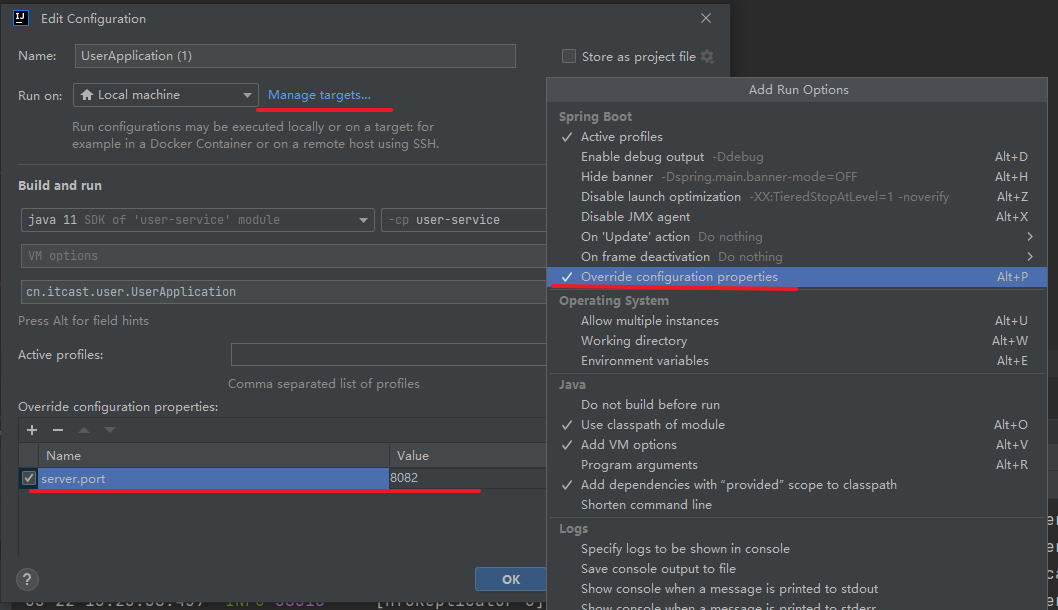 Edit Configuration
Name:
UserApplication (1)
Store as project file
Run on:
Local machine
Manage targets...
Run configurations may be executed locally or on a target: for
example in a Docker Container or on a remote host using SSH.
Build and run
java 11 SDK of 'user-service' module
-cp user-service
VM options
cn.itcast.user.UserApplication
Press Alt for field hints
Active profiles:
Comma separated list of profiles
Override configuration properties:
Name
Value
server.port
8082
?
OK
Add Run Options
Spring Boot
Active profiles
Enable debug output -Ddebug Alt+D
Hide banner -Dspring.main.banner-mode=OFF Alt+H
Disable launch optimization -XX:TieredStopAtLevel=1 -noverify Alt+Z
Disable JMX agent Alt+X
On 'Update' action Do nothing
On frame deactivation Do nothing
Override configuration properties Alt+P
Operating System
Allow multiple instances Alt+U
Working directory Alt+W
Environment variables Alt+E
Java
Do not build before run
Use classpath of module Alt+O
Add VM options Alt+V
Program arguments Alt+R
Add dependencies with “provided” scope to classpath
Shorten command line
Logs
Specify logs to be shown in console
Save console output to file
Show console when a message is printed to stdout
Show console when a message is printed to stderr